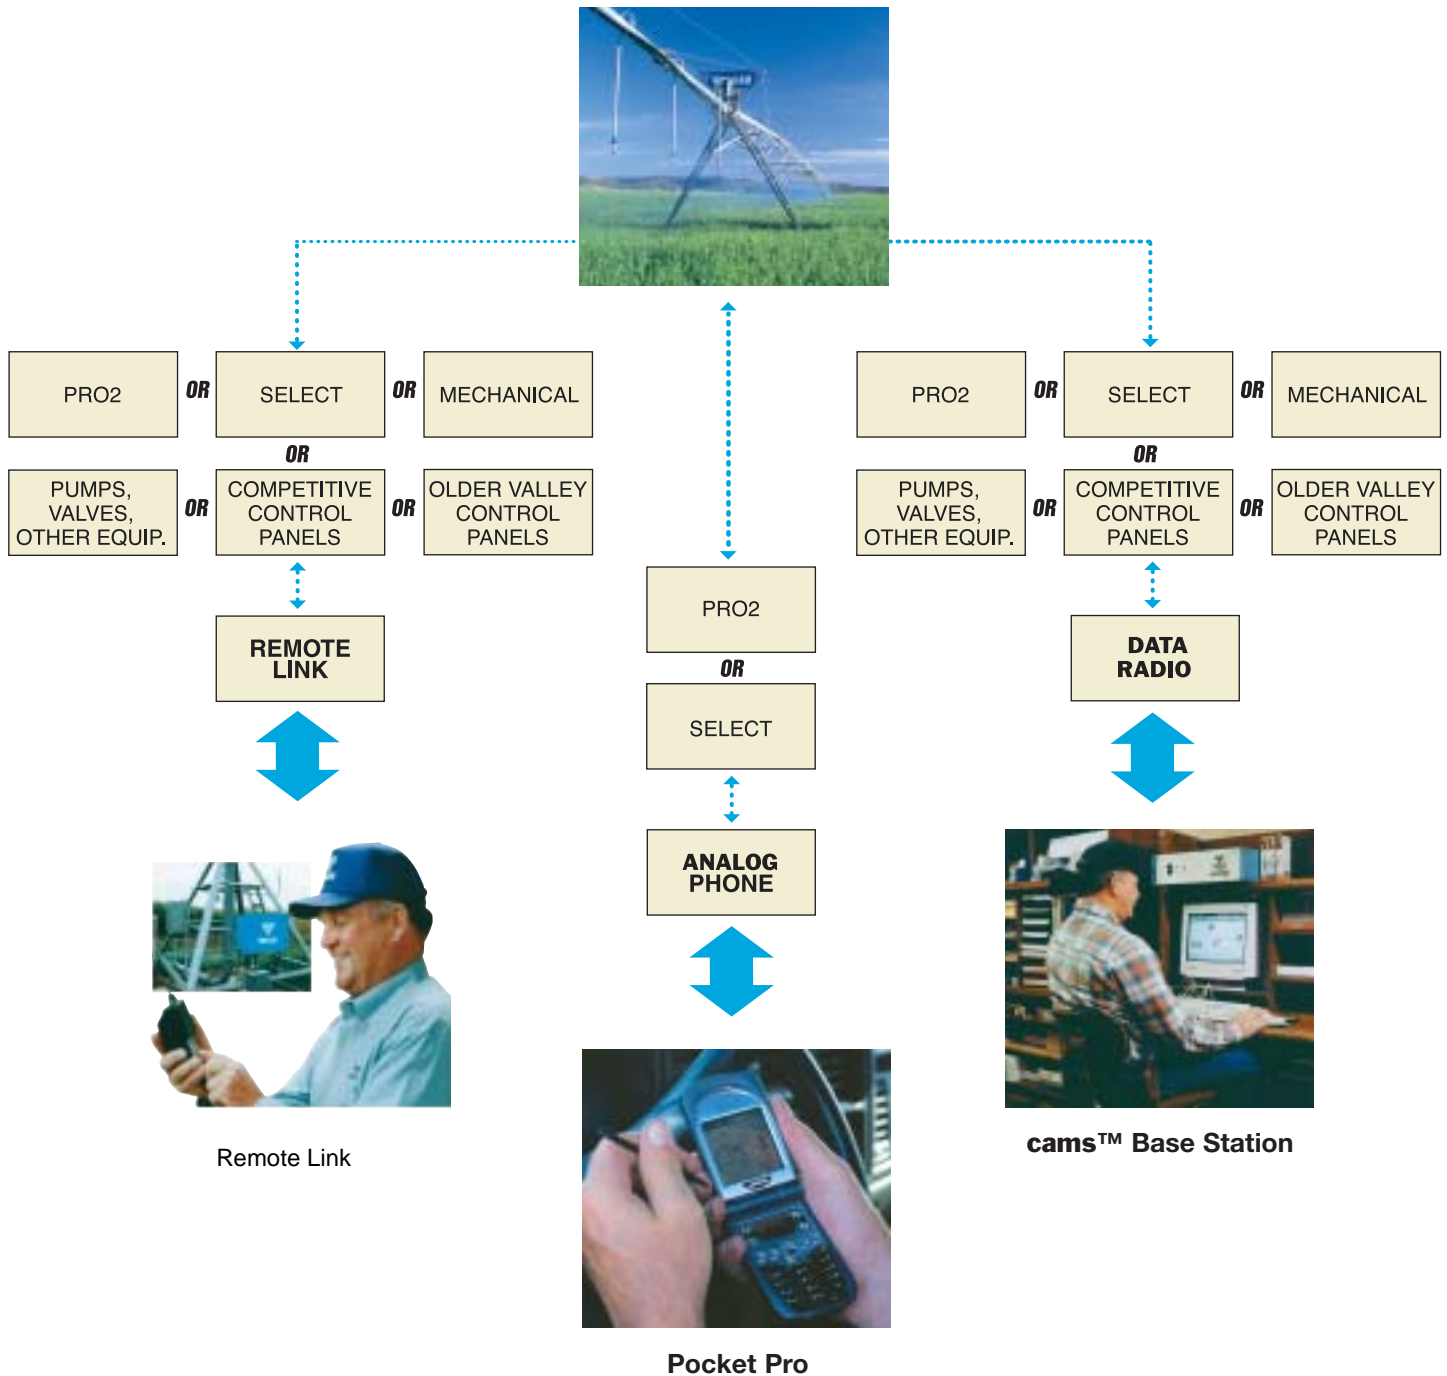 PRO2
OR
SELECT
OR
MECHANICAL
OR
PUMPS,
VALVES,
OTHER EQUIP.
OR
COMPETITIVE
CONTROL
PANELS
OR
OLDER VALLEY
CONTROL
PANELS
REMOTE
LINK
Remote Link
PRO2
OR
SELECT
ANALOG
PHONE
Pocket Pro
PRO2
OR
SELECT
OR
MECHANICAL
OR
PUMPS,
VALVES,
OTHER EQUIP.
OR
COMPETITIVE
CONTROL
PANELS
OR
OLDER VALLEY
CONTROL
PANELS
DATA
RADIO
cams™ Base Station